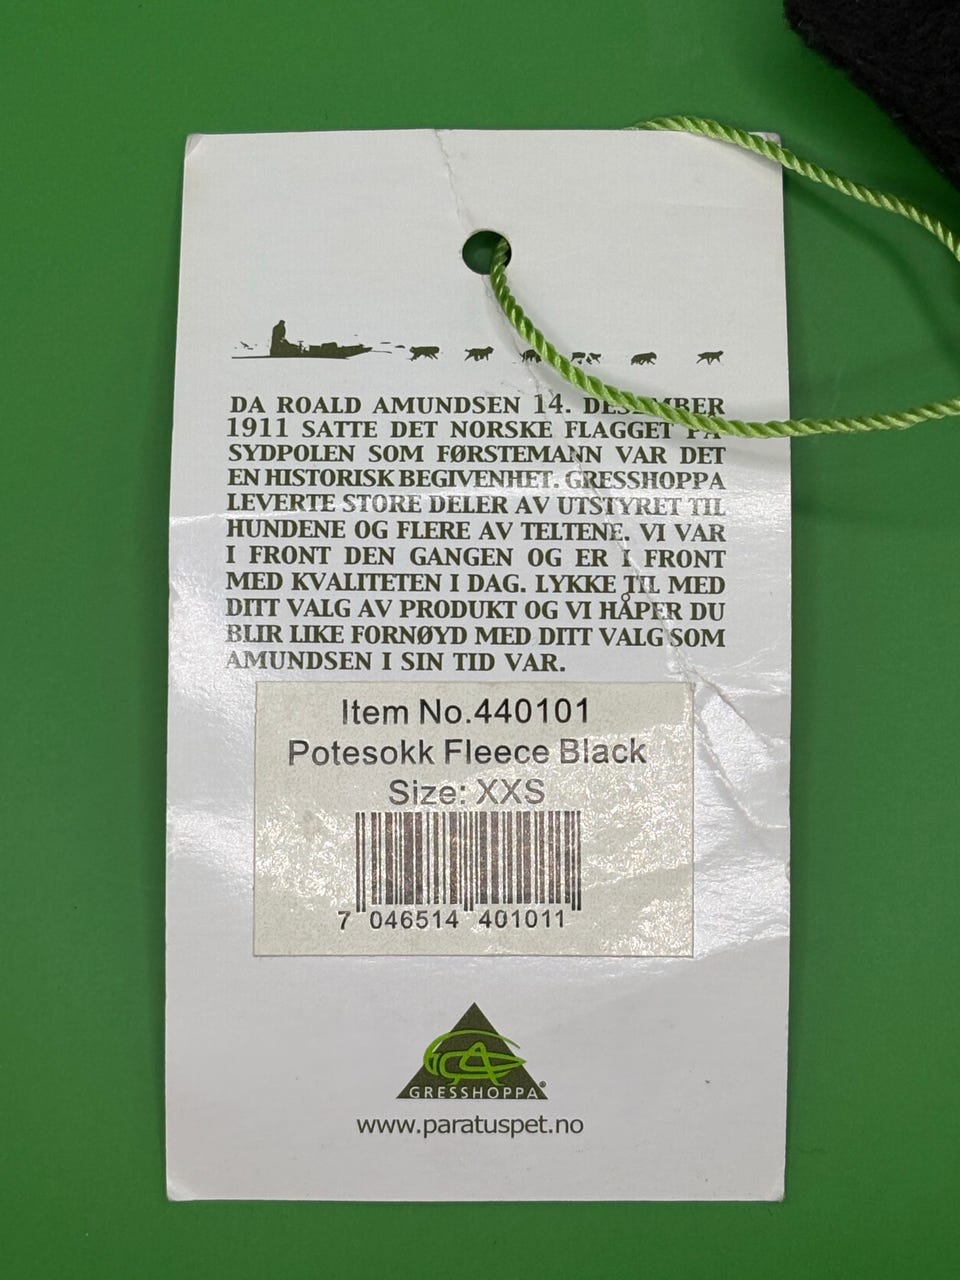 DA ROALD AMUNDSEN 14. DESEMBER
1911 SATTE DET NORSKE FLAGGET PÅ
SYDPOLEN SOM FØRSTEMANN VAR DET
EN HISTORISK BEGIVENHET. GRESSHOPPA
LEVERTE STORE DELER AV UTSTYRET TIL
HUNDENE OG FLERE AV TELTENE. VI VAR
I FRONT DEN GANGEN OG ER I FRONT
MED KVALITETEN I DAG. LYKKE TIL MED
DITT VALG AV PRODUKT OG VI HÅPER DU
BLIR LIKE FORNØYD MED DITT VALG SOM
AMUNDSEN I SIN TID VAR.
Item No.440101
Potesokk Fleece Black
Size: XXS
7 046514 401011
GRESSHOPPA®
www.paratuspet.no